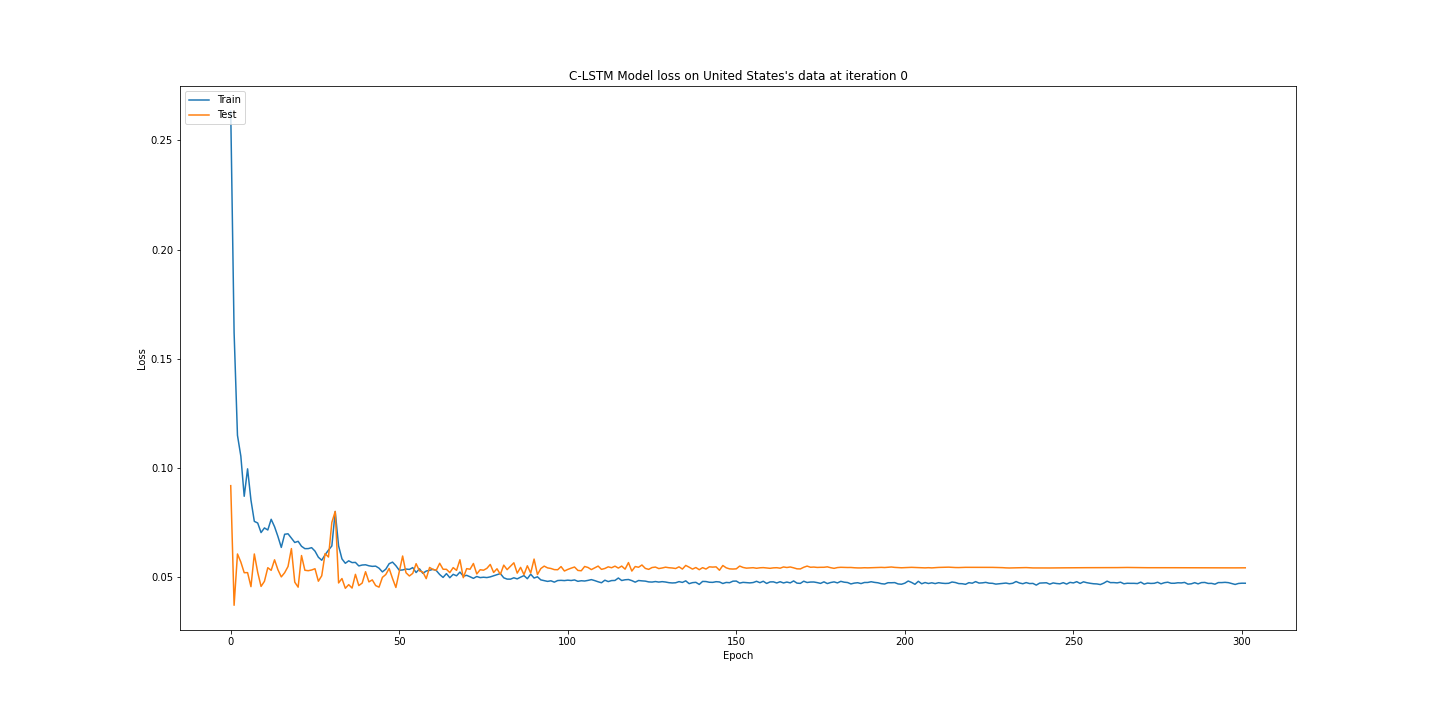 C-LSTM Model loss on United States's data at iteration 0
Train
Test
0.25
0.20
0.15
0.10
0.05
Loss
0 50 100 150 200 250 300
Epoch